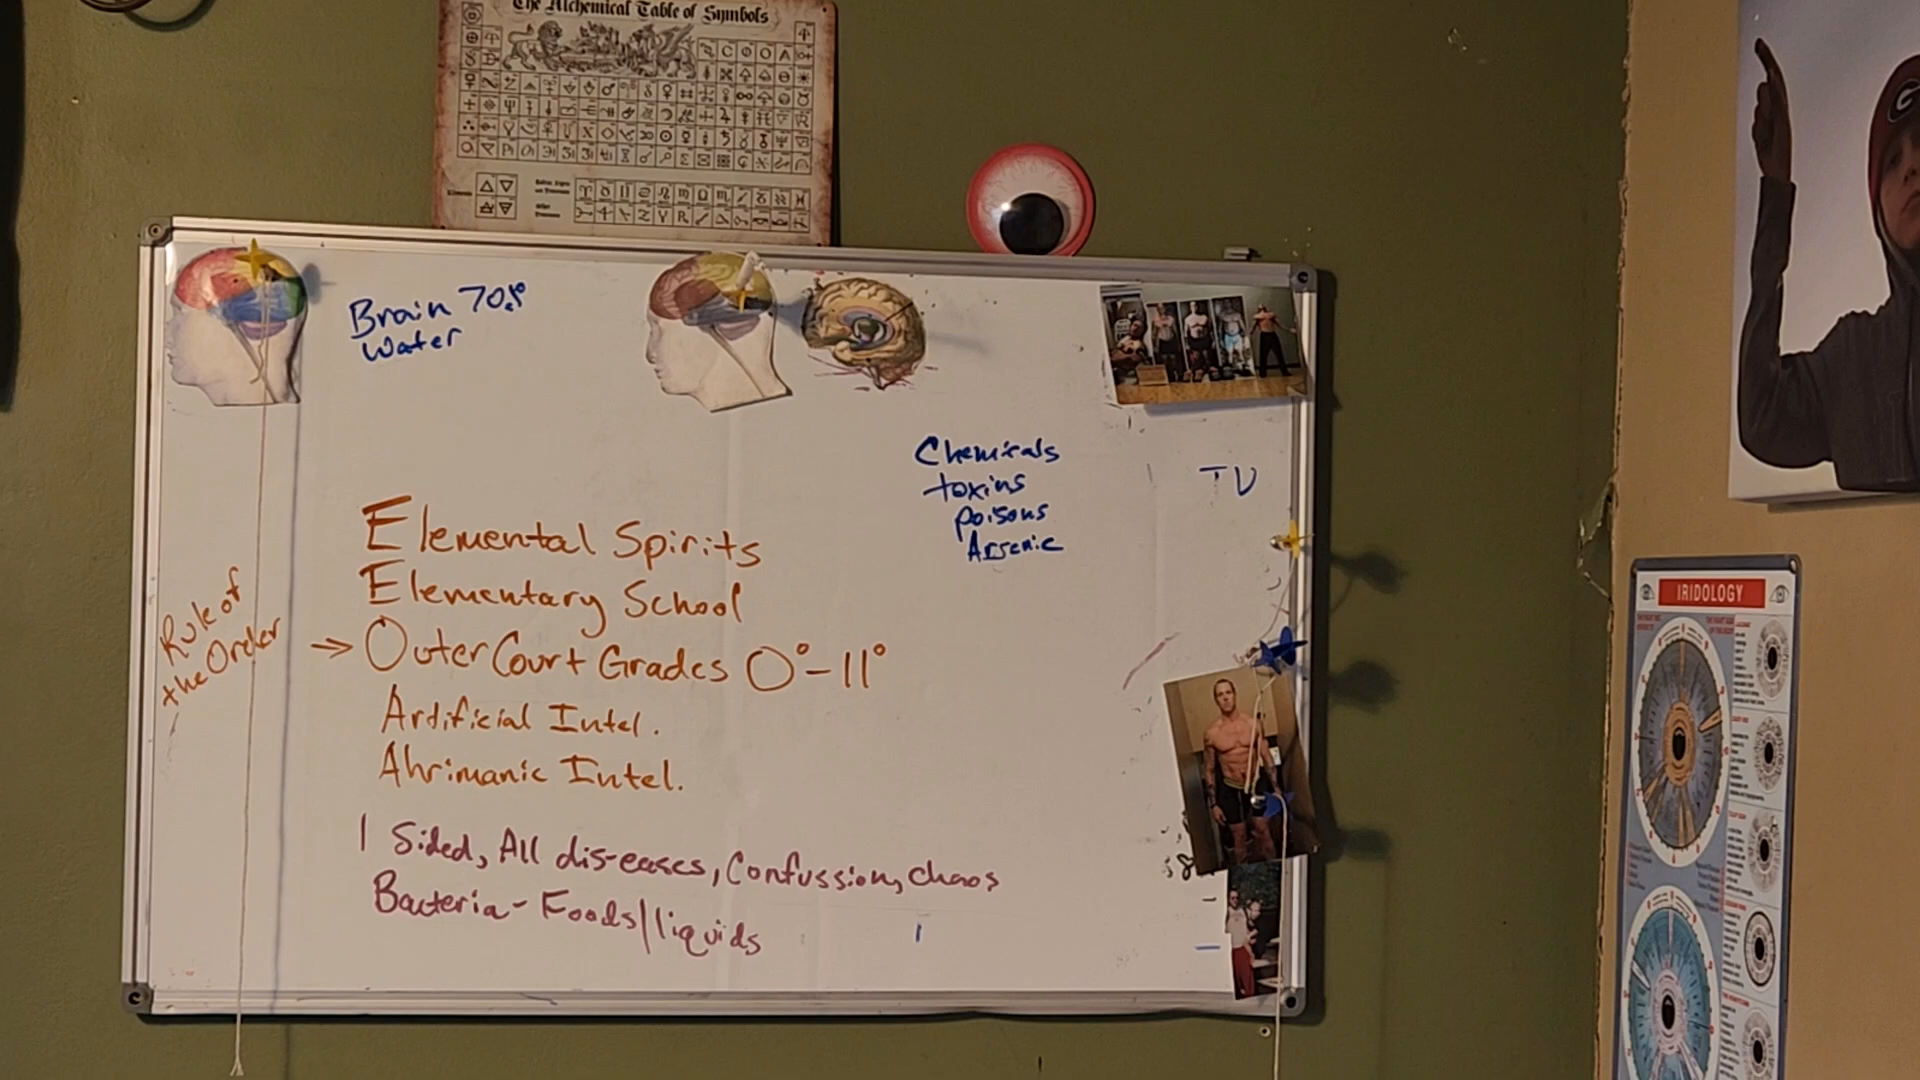 The Alchemical Table of Symbols
Brain 70%
Water
Chemicals
toxins
poisons
Arsenic
TV
Elemental Spirits
Elementary School
Rule of
the Order
→ Outer Court Grades 0°-11°
Artificial Intel.
Ahrimanic Intel.
1 Sided, All dis-eases, Confussion, chaos
Bacteria- Foods/liquids
IRIDOLOGY